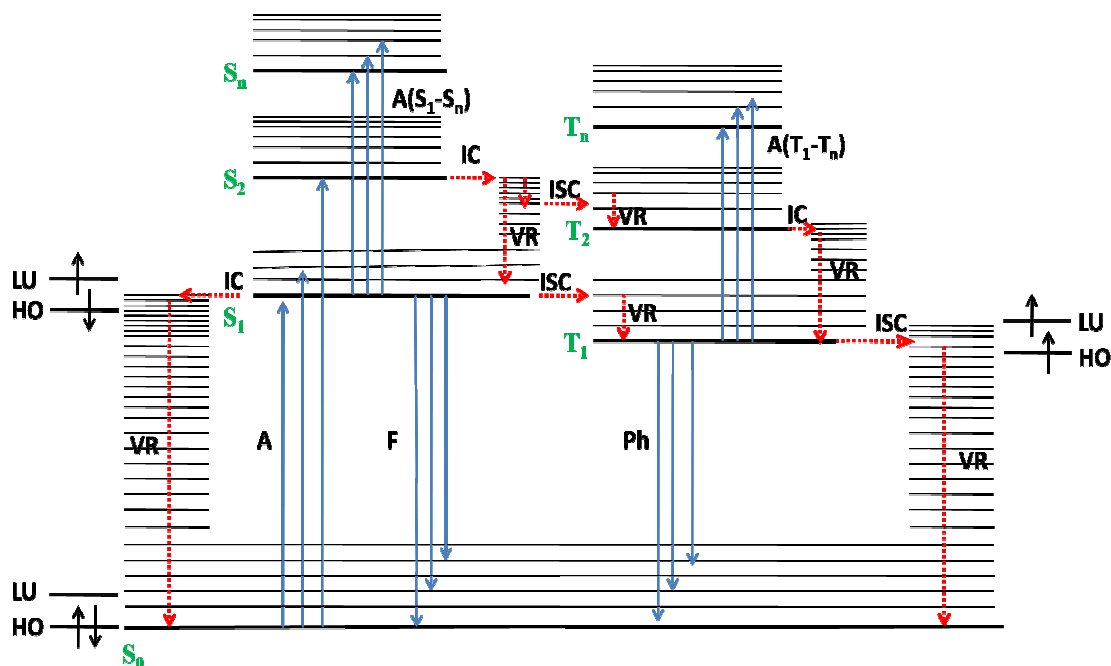 Sn
A(S1-Sn)
Tn
A(T1-Tn)
S2
IC
ISC
VR
T2
IC
VR
VR
LU
HO
IC
S1
ISC
VR
T1
ISC
LU
HO
VR
A
F
Ph
VR
LU
HO
S0